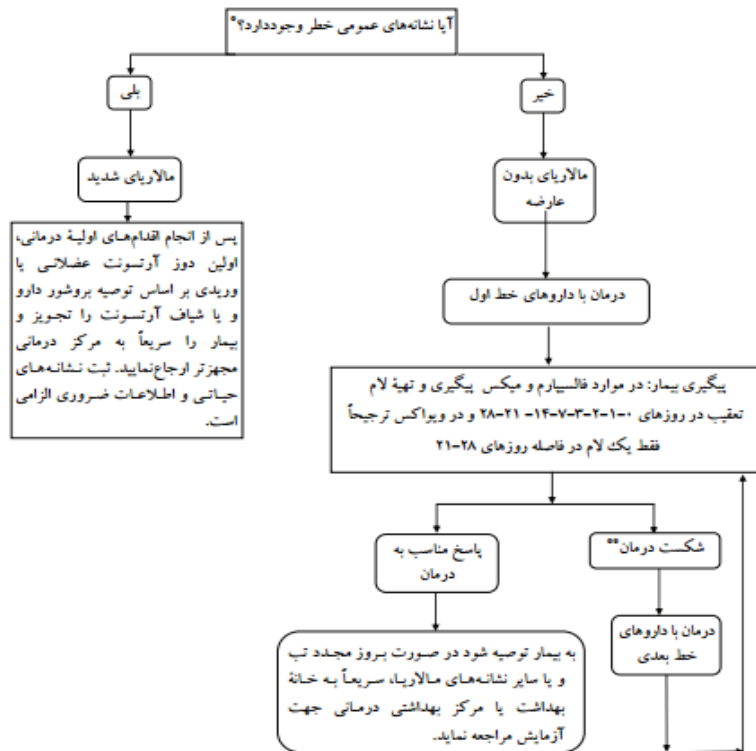 آیا نشانه‌های عمومی خطر وجوددارد؟*
بلی
خیر
مالاریای شدید
مالاریای بدون
عارضه
پس از انجام اقدام‌های اولیة درمانی،
اولین دوز آرتسونت عضلانی یا
وریدی بر اساس توصیه بروشور دارو
و یا شیاف آرتسونت را تجویز و
بیمار را سریعاً به مرکز درمانی
مجهزتر ارجاع‌نمایید. ثبت نشانه‌های
حیاتی و اطلاعات ضروری الزامی
است.
درمان با داروهای خط اول
پیگیری بیمار: در موارد فالسیپارم و میکس پیگیری و تهیة لام
تعقیب در روزهای ۰-۱-۲-۳-۷-۱۴- ۲۱-۲۸ و در ویواکس ترجیحاً
فقط یک لام در فاصله روزهای ۲۸-۲۱
پاسخ مناسب به
درمان
شکست درمان**
درمان با داروهای
خط بعدی
به بیمار توصیه شود در صورت بروز مجدد تب
و یا سایر نشانه‌های مالاریا، سریعاً به خانة
بهداشت یا مرکز بهداشتی درمانی جهت
آزمایش مراجعه نماید.